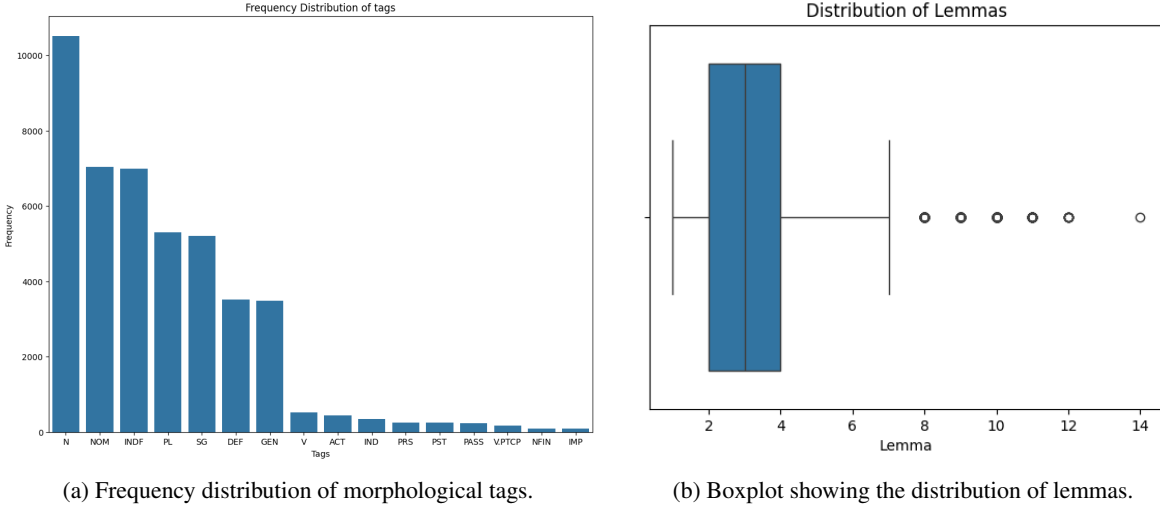 Frequency Distribution of tags
10000
8000
6000
4000
2000
0
Frequency
N NOM INDF PL SG DEF GEN V ACT IND PRS PST PASS V.PTCP NFIN IMP
Tags
(a) Frequency distribution of morphological tags.
Distribution of Lemmas
2 4 6 8 10 12 14
Lemma
(b) Boxplot showing the distribution of lemmas.